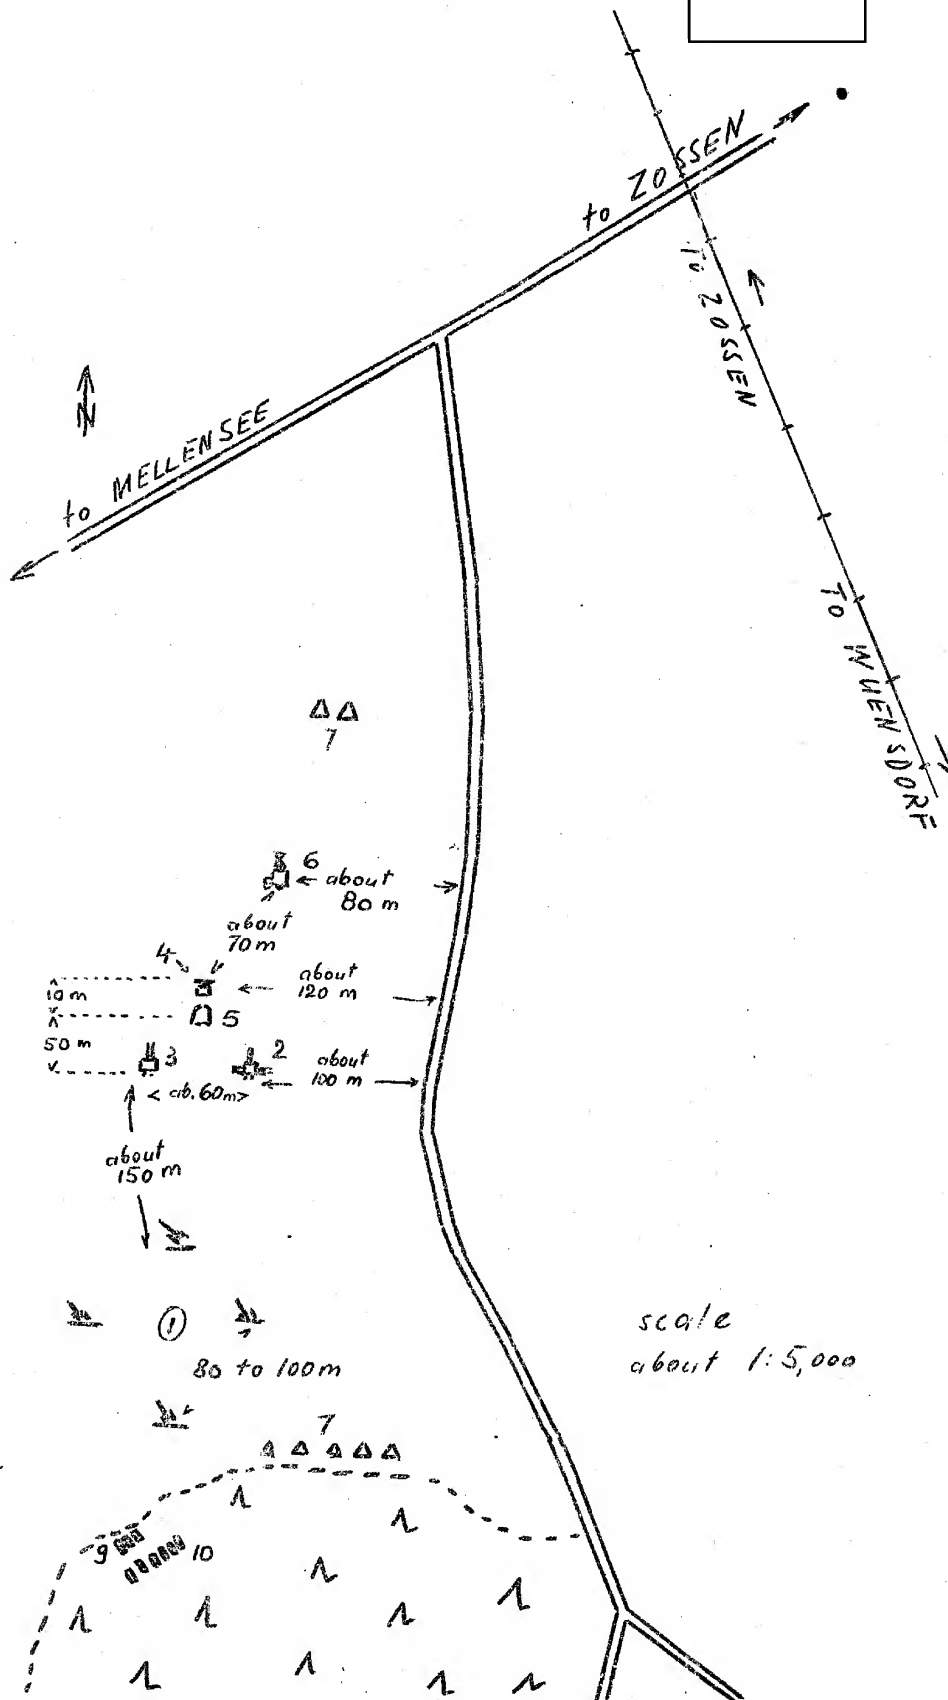 to ZOSSEN
To ZOSSEN
N
to MELLENSEE
TO WUENSDORF
7
6
about
80 m
about
70 m
4
about
120 m
10 m
5
50 m
3
2
about
100 m
ab. 60m
about
150 m
1
80 to 100m
scale
about 1:5,000
7
9
10